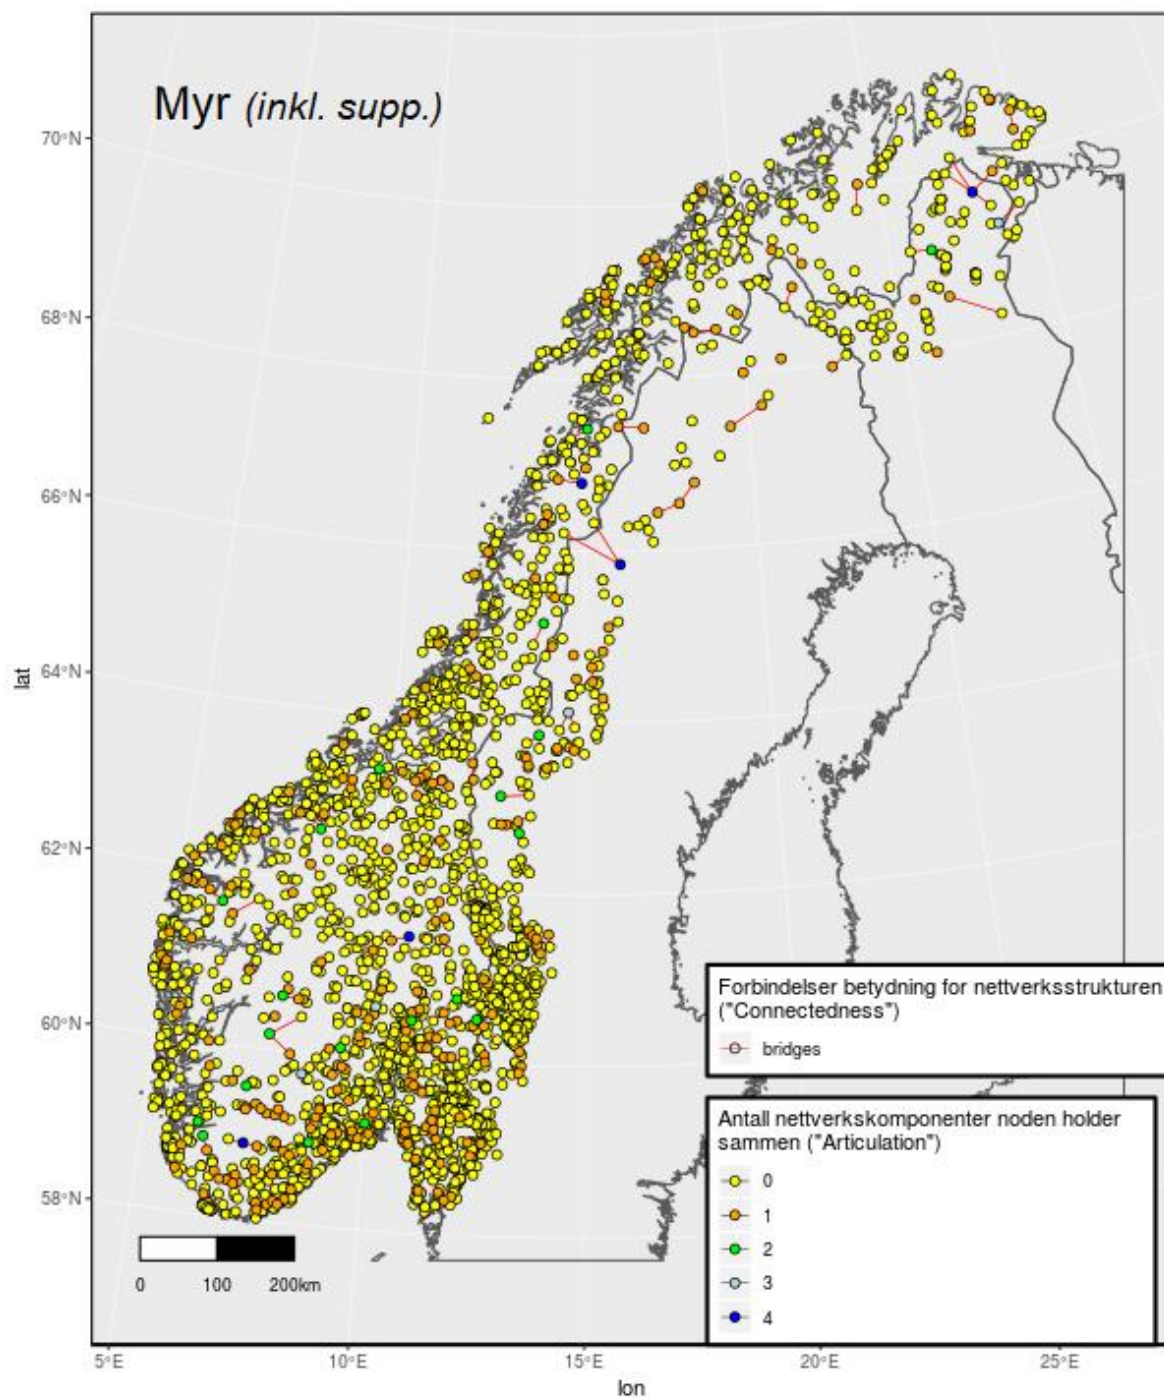 Myr (inkl. supp.)
70°N
68°N
66°N
64°N
62°N
60°N
58°N
lat
0 100 200km
5°E 10°E 15°E 20°E 25°E
lon
Forbindelser betydning for nettverksstrukturen
("Connectedness")
bridges
Antall nettverkskomponenter noden holder
sammen ("Articulation")
0
1
2
3
4